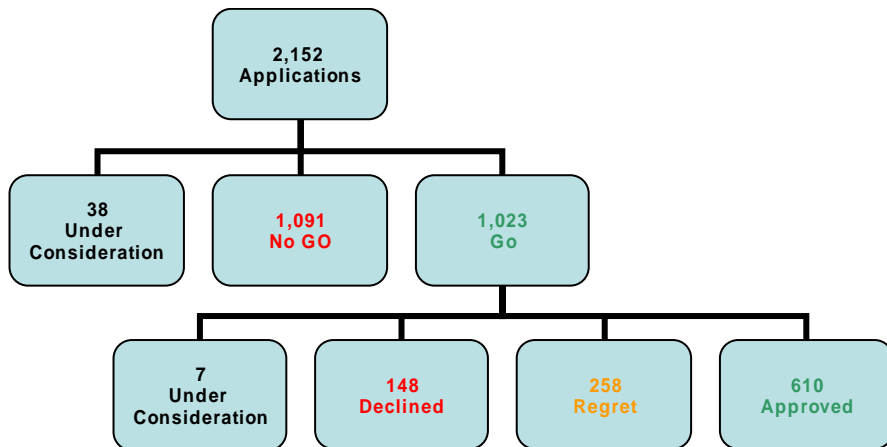 2,152
Applications
38
Under
Consideration
1,091
No GO
1,023
Go
7
Under
Consideration
148
Declined
258
Regret
610
Approved